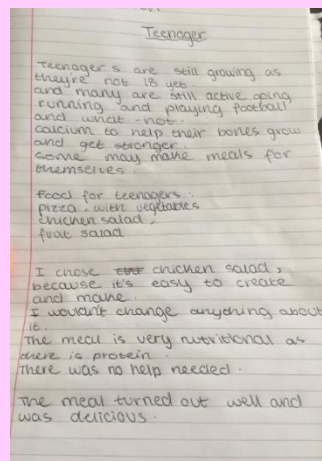 Teenager
Teenagers are still growing as
they're not 18 yet
and many are still active going
running and playing football
and what-not.
calcium to help their bones grow
and get stronger.
some may make meals for
themselves.
food for teenagers:
pizza, with vegetables
chicken salad,
fruit salad
I chose chicken salad,
because it's easy to create
and make.
I wouldn't change anything about
it.
The meal is very nutritional as
there is protein.
There was no help needed.
The meal turned out well and
was delicious.